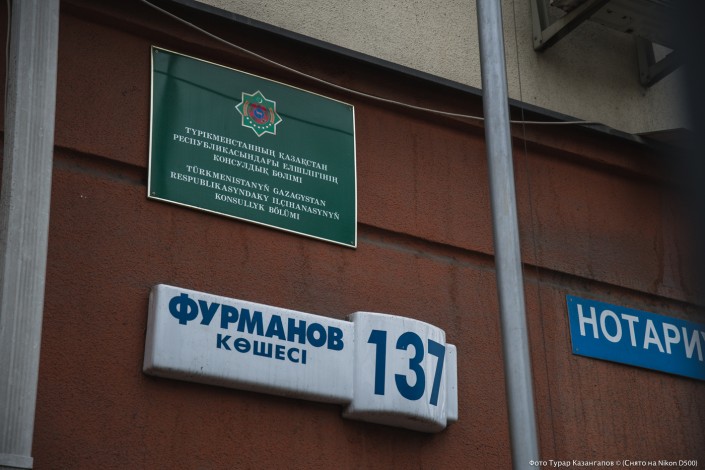 ТҮРІКМЕНСТАННЫҢ ҚАЗАҚСТАН
РЕСПУБЛИКАСЫНДАҒЫ ЕЛШІЛІГІНІҢ
КОНСУЛДЫҚ БӨЛІМІ
TÜRKMENISTANYŇ GAZAGYSTAN
RESPUBLIKASYNDAKY ILÇIHANASYNYŇ
KONSULLYK BÖLÜMI
ФУРМАНОВ
КӨШЕСІ
137
НОТАРИ
Фото Турар Казангапов © (Снято на Nikon D500)